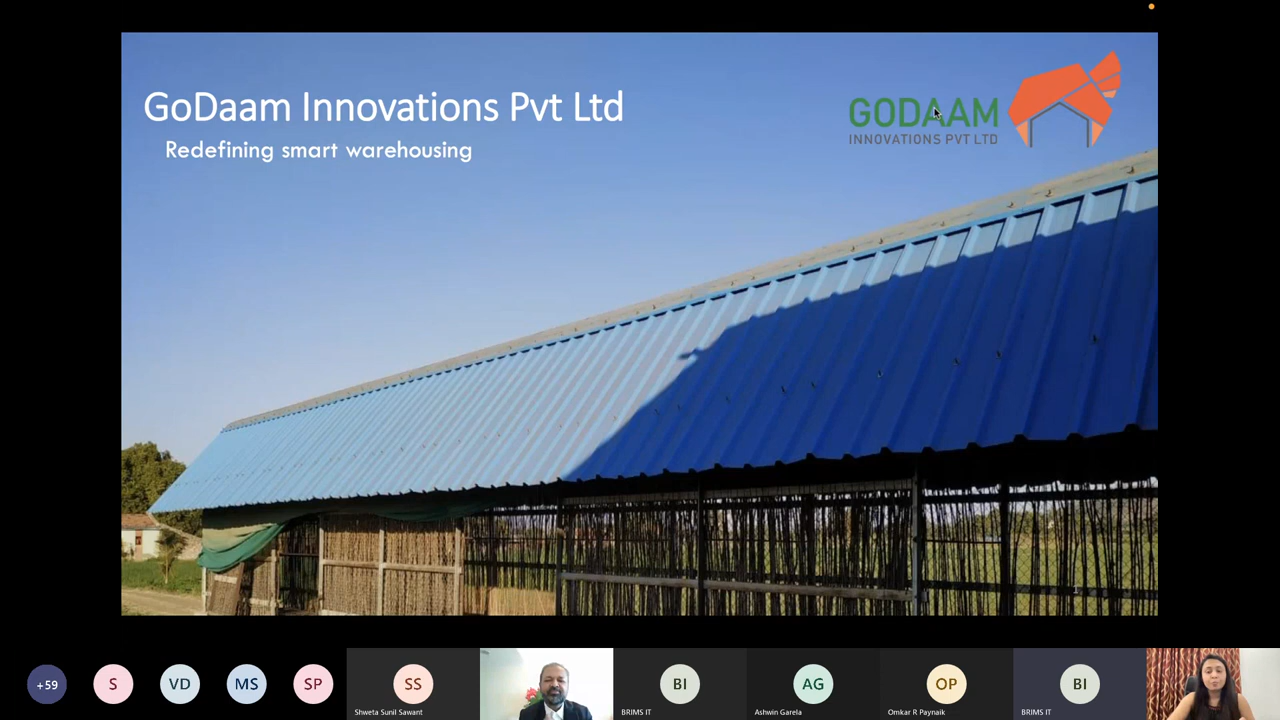 GoDaam Innovations Pvt Ltd
Redefining smart warehousing
GODAAM
INNOVATIONS PVT LTD
+59
S
VD
MS
SP
SS
Shweta Sunil Sawant
BI
BRIMS IT
AG
Ashwin Garela
OP
Omkar R Paynaik
BI
BRIMS IT